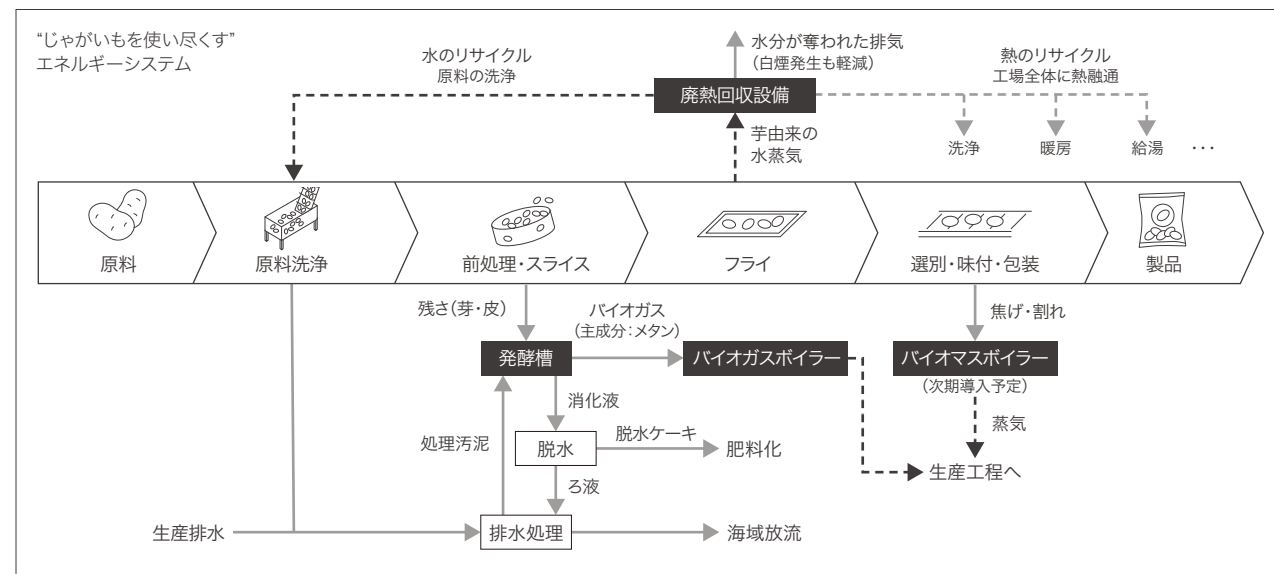 “じゃがいもを使い尽くす”
エネルギーシステム
水のリサイクル
原料の洗浄
水分が奪われた排気
(白煙発生も軽減)
熱のリサイクル
工場全体に熱融通
廃熱回収設備
芋由来の
水蒸気
洗浄
暖房
給湯
・・・
原料
原料洗浄
前処理・スライス
フライ
選別・味付・包装
製品
残さ(芽・皮)
バイオガス
(主成分:メタン)
焦げ・割れ
発酵槽
バイオガスボイラー
バイオマスボイラー
(次期導入予定)
消化液
蒸気
処理汚泥
脱水
脱水ケーキ
肥料化
生産工程へ
ろ液
生産排水
排水処理
海域放流